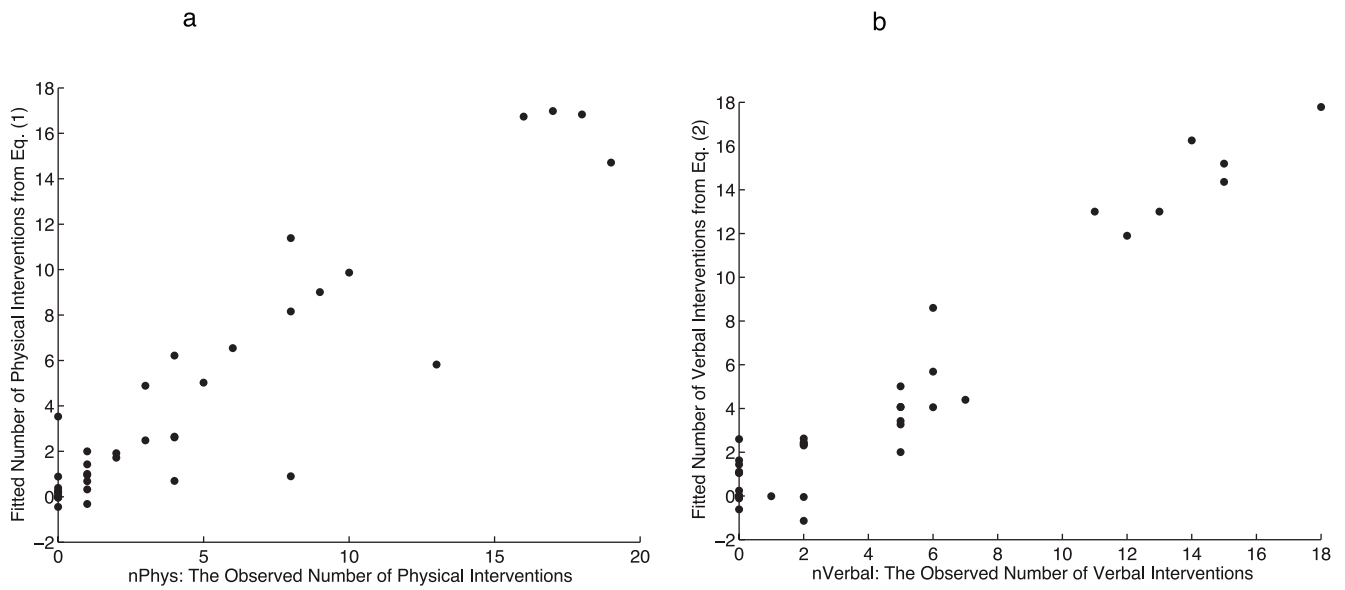 a
18
16
14
12
10
8
6
4
2
0
−2
Fitted Number of Physical Interventions from Eq. (1)
0 5 10 15 20
nPhys: The Observed Number of Physical Interventions
b
18
16
14
12
10
8
6
4
2
0
−2
Fitted Number of Verbal Interventions from Eq. (2)
0 2 4 6 8 10 12 14 16 18
nVerbal: The Observed Number of Verbal Interventions